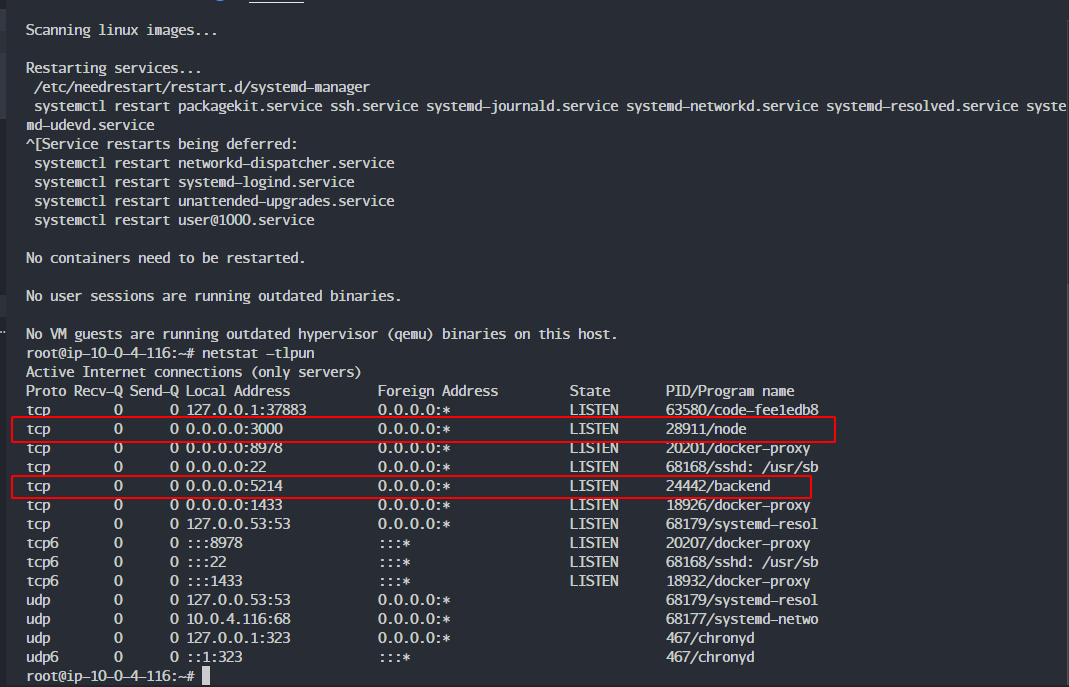 Scanning linux images...
Restarting services...
/etc/needrestart/restart.d/systemd-manager
systemctl restart packagekit.service ssh.service systemd-journald.service systemd-networkd.service systemd-resolved.service syste
md-udevd.service
^[Service restarts being deferred:
systemctl restart networkd-dispatcher.service
systemctl restart systemd-logind.service
systemctl restart unattended-upgrades.service
systemctl restart user@1000.service
No containers need to be restarted.
No user sessions are running outdated binaries.
No VM guests are running outdated hypervisor (qemu) binaries on this host.
root@ip-10-0-4-116:~# netstat -tlpun
Active Internet connections (only servers)
Proto Recv-Q Send-Q Local Address Foreign Address State PID/Program name
tcp 0 0 127.0.0.1:37883 0.0.0.0:* LISTEN 63580/code-fee1edb8
tcp 0 0 0.0.0.0:3000 0.0.0.0:* LISTEN 28911/node
tcp 0 0 0.0.0.0:8978 0.0.0.0:* LISTEN 20201/docker-proxy
tcp 0 0 0.0.0.0:22 0.0.0.0:* LISTEN 68168/sshd: /usr/sb
tcp 0 0 0.0.0.0:5214 0.0.0.0:* LISTEN 24442/backend
tcp 0 0 0.0.0.0:1433 0.0.0.0:* LISTEN 18926/docker-proxy
tcp 0 0 127.0.0.53:53 0.0.0.0:* LISTEN 68179/systemd-resol
tcp6 0 0 :::8978 :::* LISTEN 20207/docker-proxy
tcp6 0 0 :::22 :::* LISTEN 68168/sshd: /usr/sb
tcp6 0 0 :::1433 :::* LISTEN 18932/docker-proxy
udp 0 0 127.0.0.53:53 0.0.0.0:* 68179/systemd-resol
udp 0 0 10.0.4.116:68 0.0.0.0:* 68177/systemd-netwo
udp 0 0 127.0.0.1:323 0.0.0.0:* 467/chronyd
udp6 0 0 ::1:323 :::* 467/chronyd
root@ip-10-0-4-116:~#